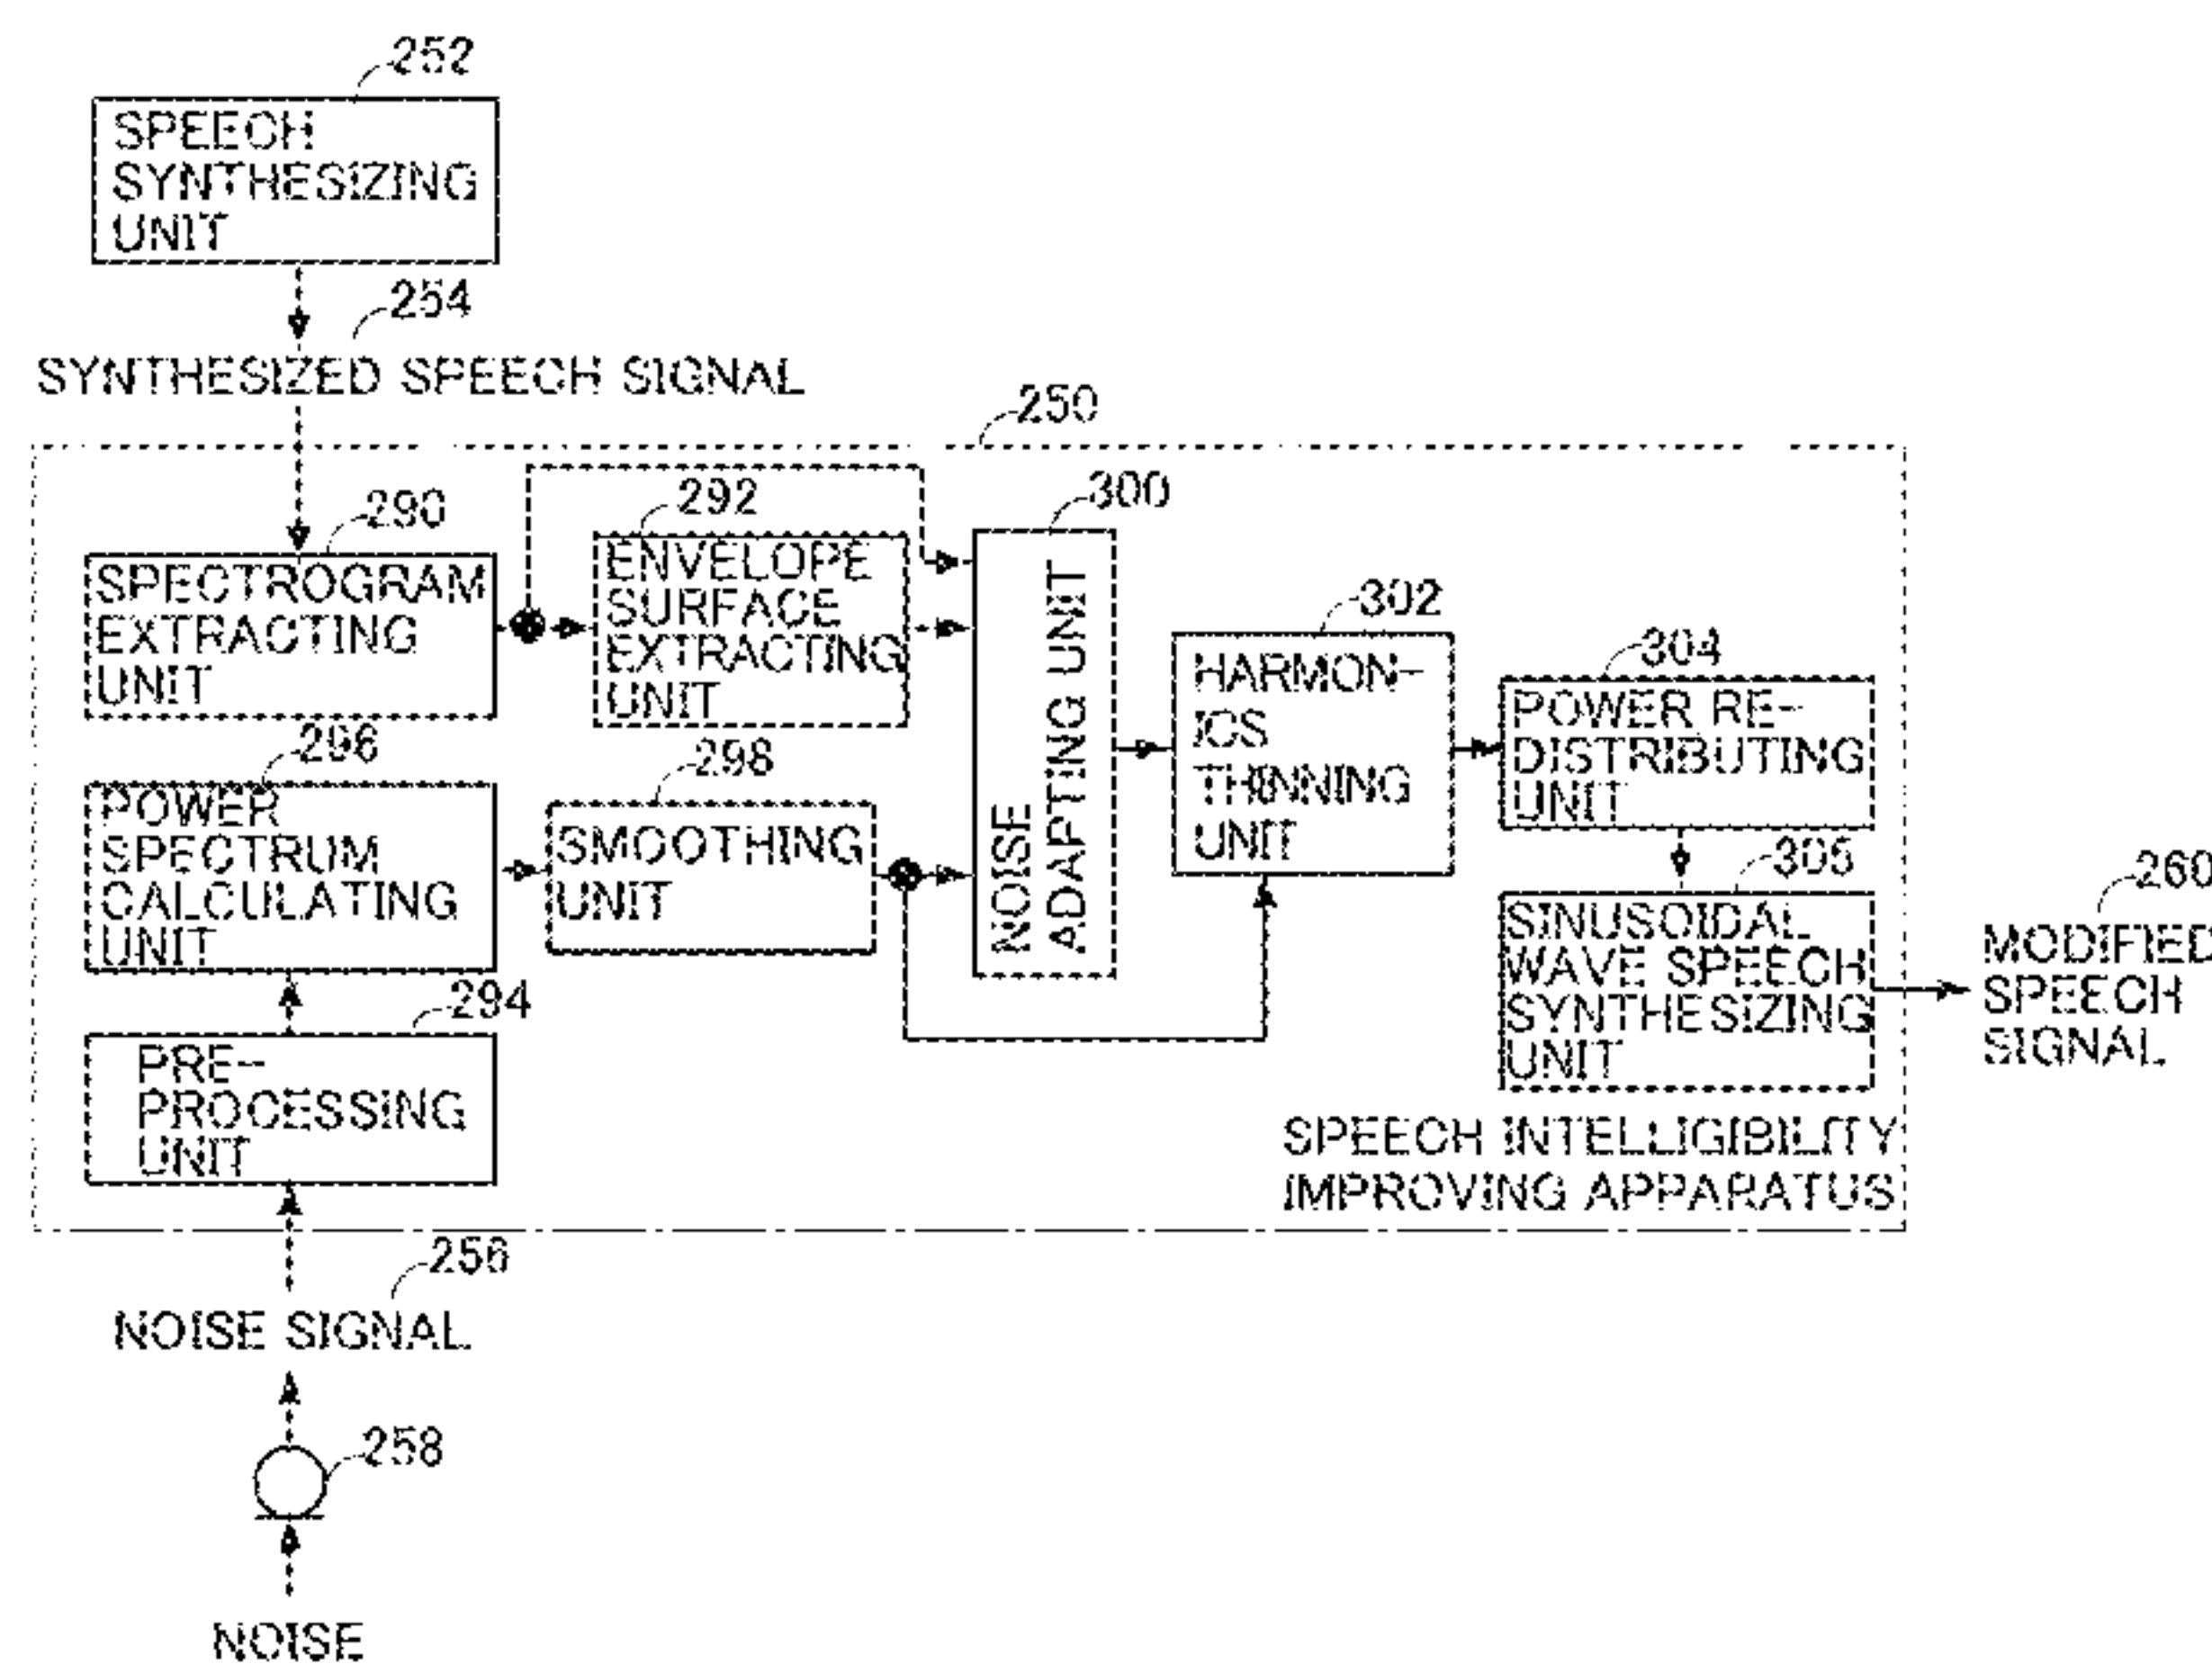 252
SPEECH
SYNTHESIZING
UNIT
254
SYNTHESIZED SPEECH SIGNAL
250
290
SPECTROGRAM
EXTRACTING
UNIT
292
ENVELOPE
SURFACE
EXTRACTING
UNIT
300
NOISE
ADAPTING UNIT
302
HARMON-
ICS
THINNING
UNIT
304
POWER RE-
DISTRIBUTING
UNIT
296
POWER
SPECTRUM
CALCULATING
UNIT
298
SMOOTHING
UNIT
305
SINUSOIDAL
WAVE SPEECH
SYNTHESIZING
UNIT
260
MODIFIED
SPEECH
SIGNAL
294
PRE-
PROCESSING
UNIT
SPEECH INTELLIGIBILITY
IMPROVING APPARATUS
256
NOISE SIGNAL
258
NOISE